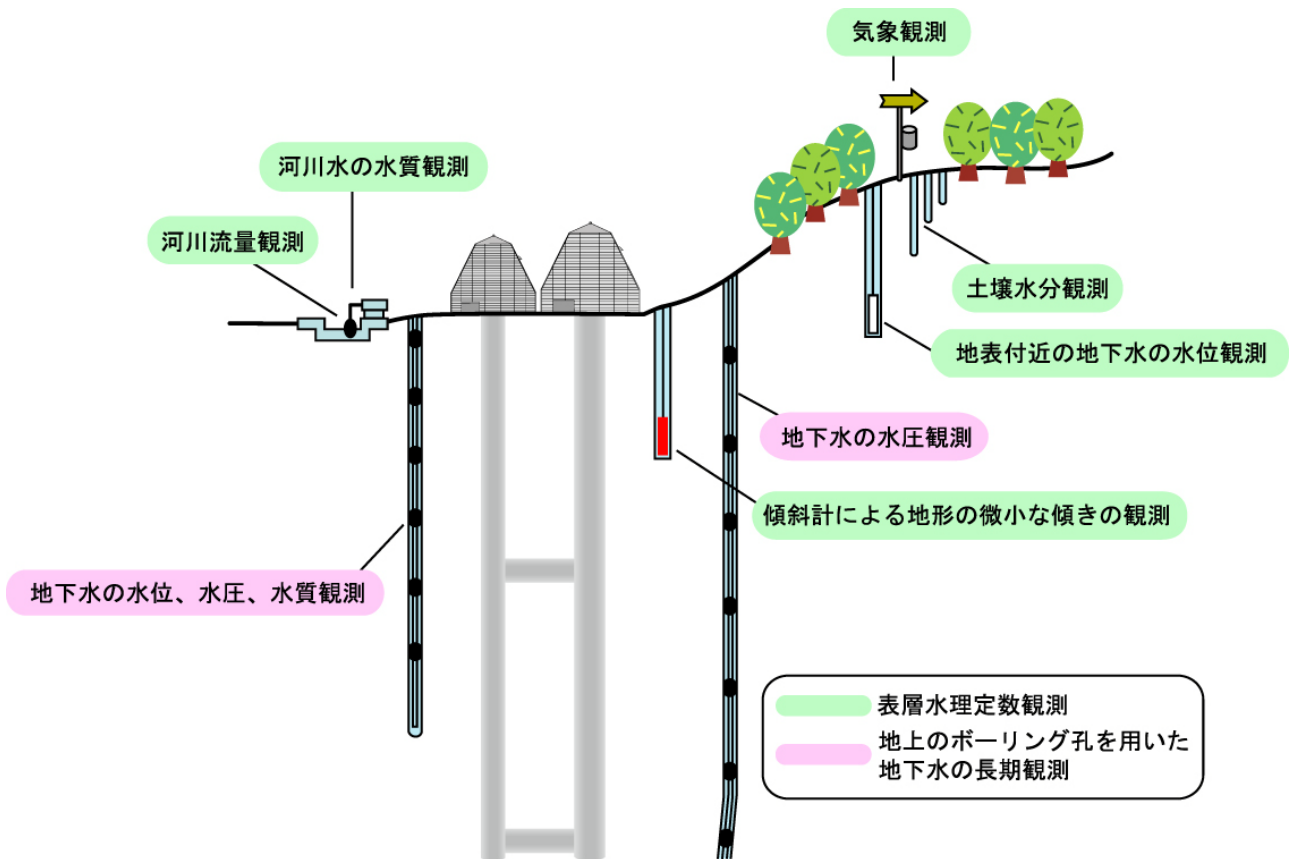 気象観測
河川水の水質観測
河川流量観測
土壌水分観測
地表付近の地下水の水位観測
地下水の水圧観測
傾斜計による地形の微小な傾きの観測
地下水の水位、水圧、水質観測
表層水理定数観測
地上のボーリング孔を用いた
地下水の長期観測